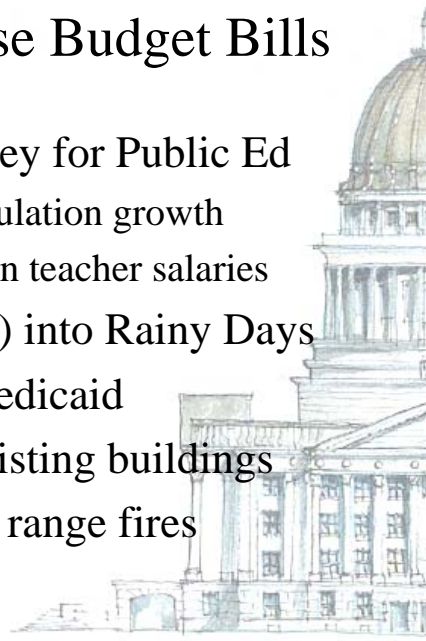 se Budget Bills
ey for Public Ed
ulation growth
n teacher salaries
) into Rainy Days
edicaid
isting buildings
range fires